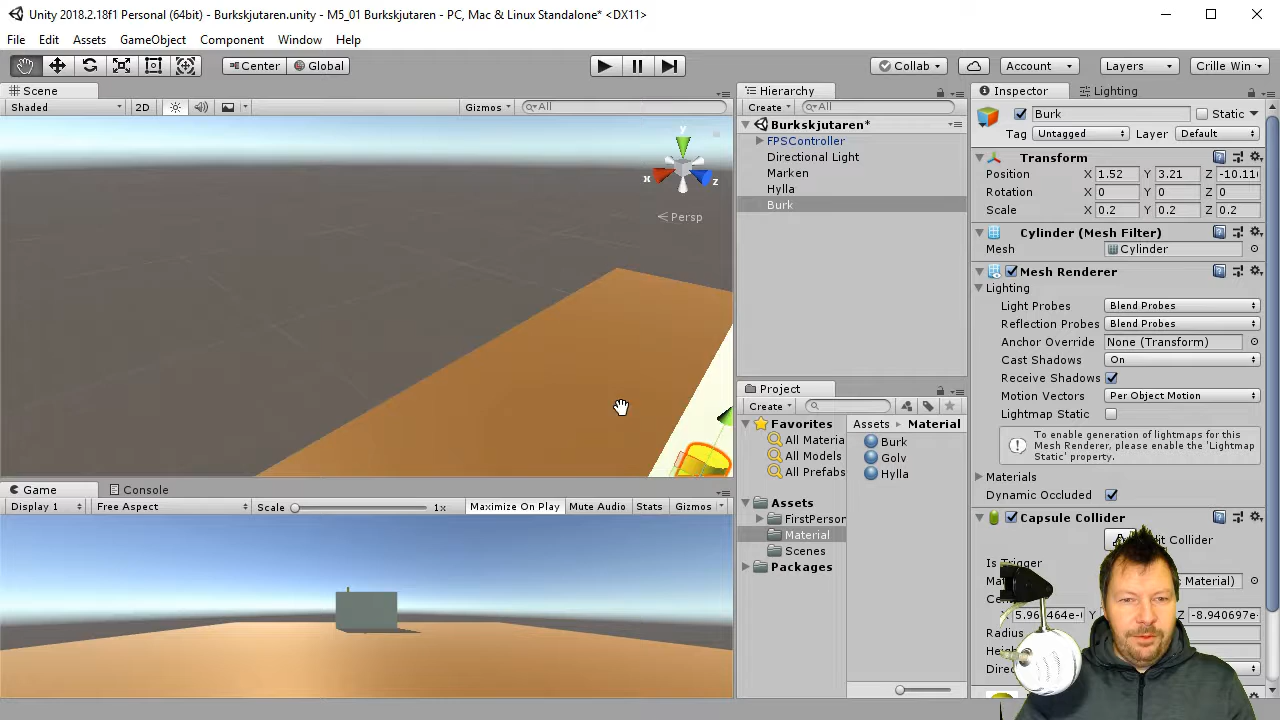 Unity 2018.2.18f1 Personal (64bit) - Burkskjutaren.unity - M5_01 Burkskjutaren - PC, Mac & Linux Standalone* <DX11>
File Edit Assets GameObject Component Window Help
Center Global Collab Account Layers Crille Win
Scene
Shaded 2D Gizmos All
y
x
z
Persp
Hierarchy
Create All
Burkskjutaren*
FPSController
Directional Light
Marken
Hylla
Burk
Inspector Lighting
Burk Static
Tag Untagged Layer Default
Transform
Position X 1.52 Y 3.21 Z -10.110
Rotation X 0 Y 0 Z 0
Scale X 0.2 Y 0.2 Z 0.2
Cylinder (Mesh Filter)
Mesh Cylinder
Mesh Renderer
Lighting
Light Probes Blend Probes
Reflection Probes Blend Probes
Anchor Override None (Transform)
Cast Shadows On
Receive Shadows
Motion Vectors Per Object Motion
Lightmap Static
To enable generation of lightmaps for this
Mesh Renderer, please enable the 'Lightmap
Static' property.
Materials
Dynamic Occluded
Capsule Collider
Collider
Is Trigger
Material)
Z -8.940697e-
Radius
Project
Create
Favorites
All Materia
All Models
All Prefabs
Assets
FirstPerson
Material
Scenes
Packages
Assets Material
Burk
Golv
Hylla
Game Console
Display 1 Free Aspect Scale 1x Maximize On Play Mute Audio Stats Gizmos